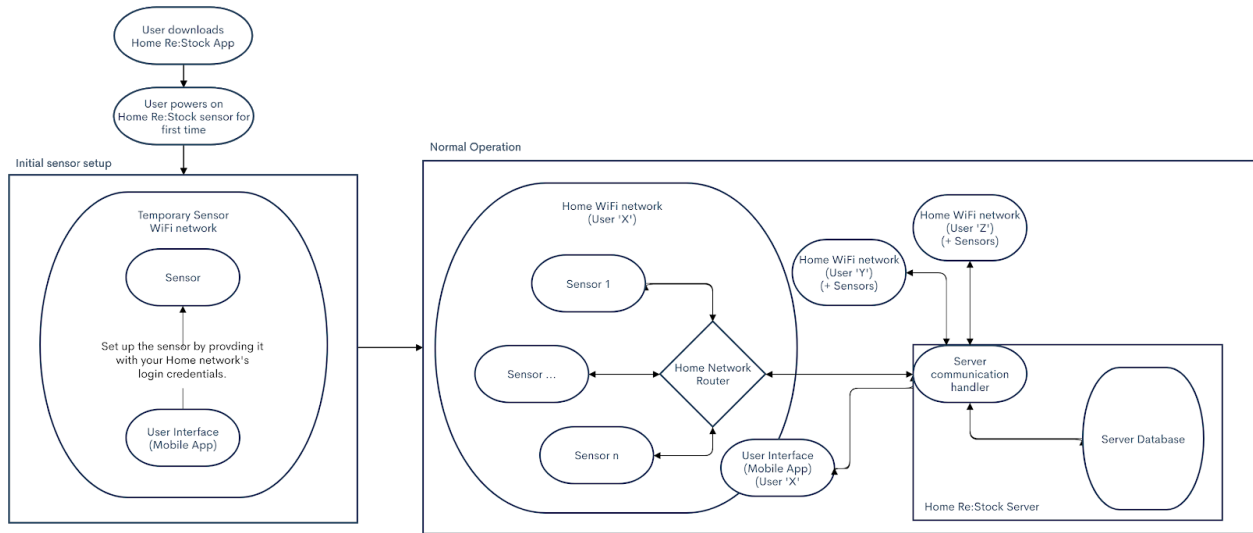 User downloads
Home Re:Stock App
User powers on
Home Re:Stock sensor for
first time
Initial sensor setup
Temporary Sensor
WiFi network
Sensor
Set up the sensor by provding it
with your Home network's
login credentials.
User Interface
(Mobile App)
Normal Operation
Home WiFi network
(User 'X')
Sensor 1
Sensor ...
Sensor n
Home Network
Router
User Interface
(Mobile App)
(User 'X'
Home WiFi network
(User 'Y')
(+ Sensors)
Home WiFi network
(User 'Z')
(+ Sensors)
Server
communication
handler
Server Database
Home Re:Stock Server